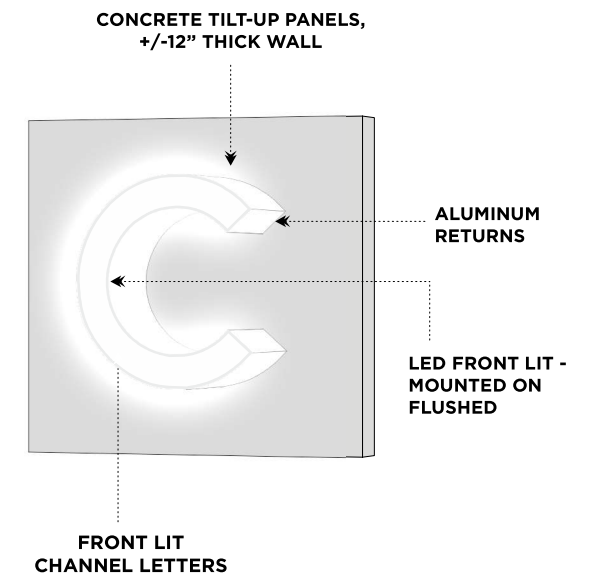 CONCRETE TILT-UP PANELS,
+/-12” THICK WALL
ALUMINUM
RETURNS
LED FRONT LIT -
MOUNTED ON
FLUSHED
FRONT LIT
CHANNEL LETTERS
C